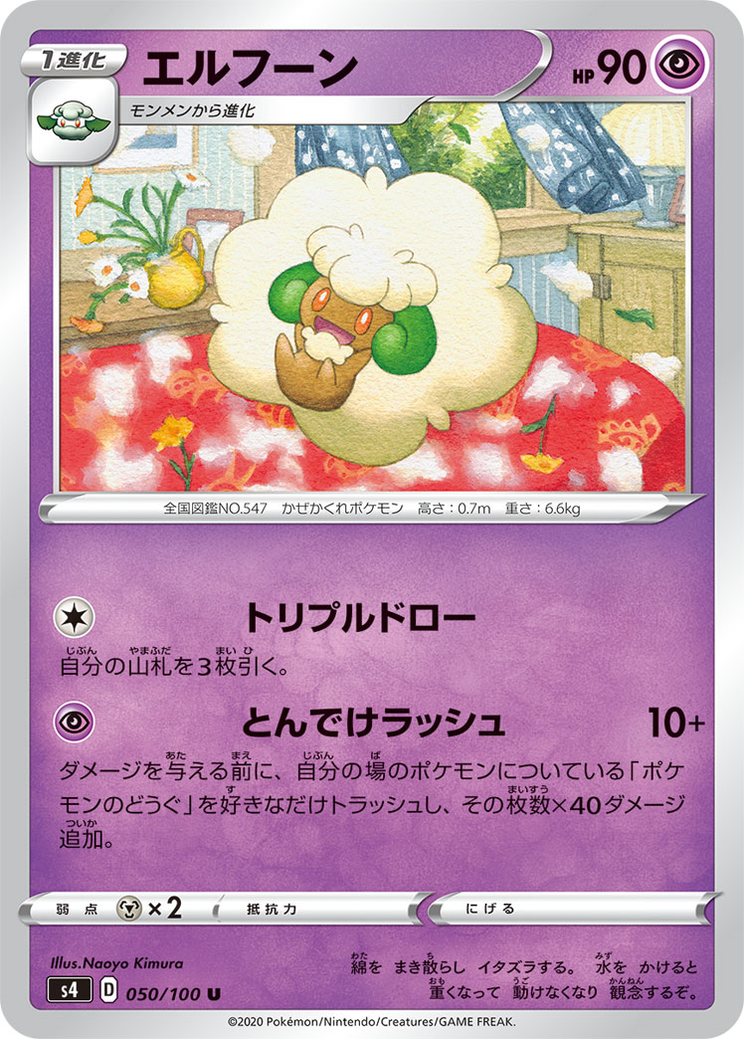 1進化
エルフーン
HP 90
モンメンから進化
全国図鑑NO.547 かぜかくれポケモン 高さ:0.7m 重さ:6.6kg
トリプルドロー
自分の山札を3枚引く。
とんでけラッシュ 10+
ダメージを与える前に、自分の場のポケモンについている「ポケ
モンのどうぐ」を好きなだけトラッシュし、その枚数×40ダメージ
追加。
弱点 ×2 抵抗力 にげる
Illus.Naoyo Kimura
綿を まき散らし イタズラする。 水を かけると
重くなって 動けなくなり 観念するぞ。
s4 D 050/100 U
©2020 Pokémon/Nintendo/Creatures/GAME FREAK.